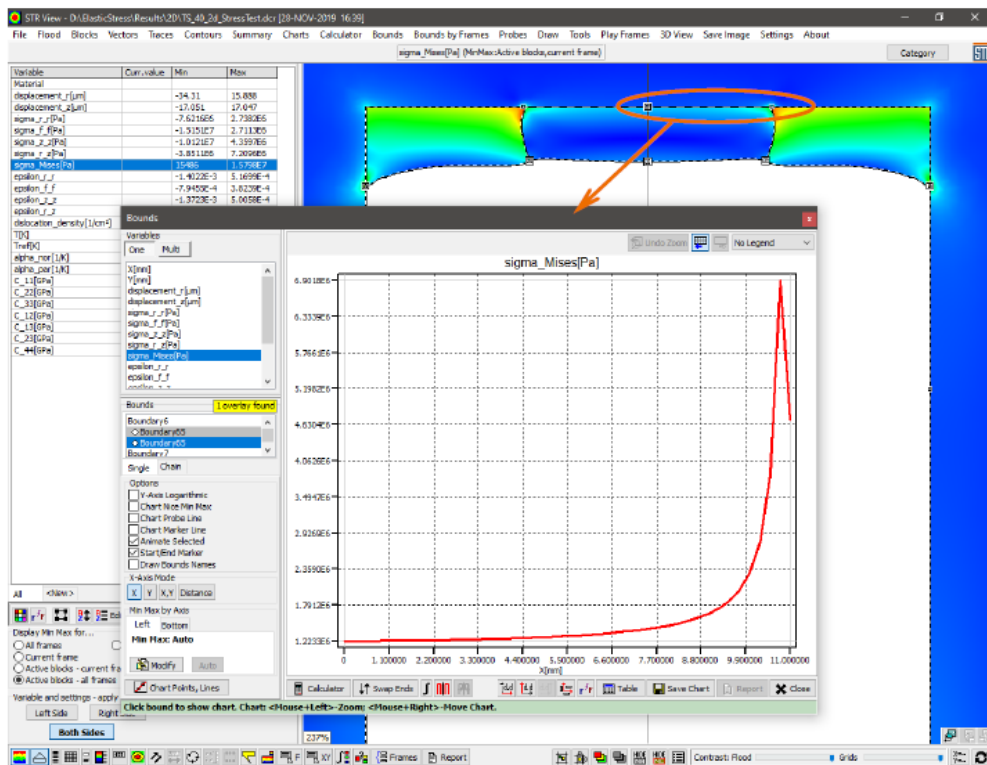 STR View - D:\ElasticStress\Results\2D\TS_40_2d_StressTest.dcr [28-NOV-2019 16:39]
File Flood Blocks Vectors Traces Contours Summary Charts Calculator Bounds Bounds by Frames Probes Draw Tools Play Frames 3D View Save Image Settings About
sigma_Mises[Pa] (MinMax:Active blocks,current frame)
Category
Variable Curr.value Min Max
Material
displacement_r[μm] -34.31 15.888
displacement_z[μm] -17.051 17.047
sigma_r_r[Pa] -7.6216E6 2.7382E6
sigma_f_f[Pa] -1.0151E7 2.7113E6
sigma_z_z[Pa] -1.0121E7 4.3597E6
sigma_r_z[Pa] -3.8511E6 7.2096E6
sigma_Mises[Pa] 15486 1.5798E7
epsilon_r_r -1.4022E-3 5.1699E-4
epsilon_f_f -7.9455E-4 3.8239E-4
epsilon_z_z -1.3723E-3 5.0058E-4
epsilon_r_z
dislocation_density[1/cm²]
T[K]
Tref[K]
alpha_nor[1/K]
alpha_par[1/K]
C_11[GPa]
C_22[GPa]
C_33[GPa]
C_12[GPa]
C_13[GPa]
C_23[GPa]
C_44[GPa]
All <New>
Display Min Max for...
All frames
Current frame
Active blocks - current fra
Active blocks - all frames
Variable and settings - apply
Left Side Right
Both Sides
Bounds
Variables
One Multi
X[mm]
Y[mm]
displacement_r[μm]
displacement_z[μm]
sigma_r_r[Pa]
sigma_f_f[Pa]
sigma_z_z[Pa]
sigma_r_z[Pa]
sigma_Mises[Pa]
epsilon_r_r
epsilon_f_f
epsilon_z_z
Bounds 1 overlay found
Boundary6
Boundary65
Boundary65
Boundary7
Single Chain
Options
Y-Axis Logarithmic
Chart Nice Min Max
Chart Probe Line
Chart Marker Line
Animate Selected
Start/End Marker
Draw Bounds Names
X-Axis Mode
X Y X,Y Distance
Min Max by Axis
Left Bottom
Min Max: Auto
Modify Auto
Chart Points, Lines
Undo Zoom No Legend
sigma_Mises[Pa]
6.9018E6
6.3339E6
5.7661E6
5.1982E6
4.6304E6
4.0626E6
3.4947E6
2.9269E6
2.3590E6
1.7912E6
1.2233E6
0 1.100000 2.200000 3.300000 4.400000 5.500000 6.600000 7.700000 8.800000 9.900000 11.000000
X[mm]
Calculator Swap Ends Table Save Chart Report Close
Click bound to show chart. Chart: <Mouse+Left>-Zoom; <Mouse+Right>-Move Chart.
237%
F XY Frames Report HIDE HIDE Contrast: Flood Grids